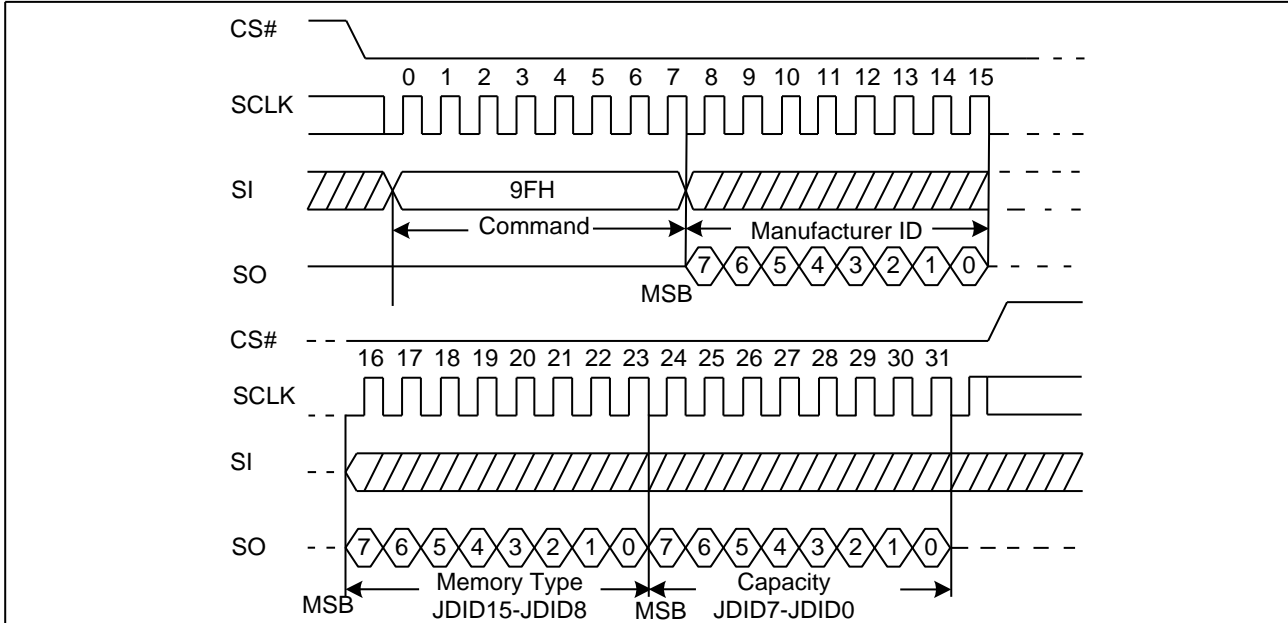 CS#
0 1 2 3 4 5 6 7 8 9 10 11 12 13 14 15
SCLK
SI
9FH
Command
Manufacturer ID
SO
7 6 5 4 3 2 1 0
MSB
CS#
16 17 18 19 20 21 22 23 24 25 26 27 28 29 30 31
SCLK
SI
SO
7 6 5 4 3 2 1 0 7 6 5 4 3 2 1 0
Memory Type Capacity
MSB JDID15-JDID8 MSB JDID7-JDID0